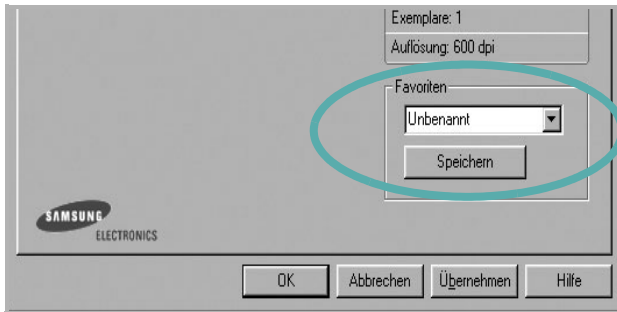 Exemplare: 1
Auflösung: 600 dpi
Favoriten
Unbenannt
Speichern
SAMSUNG
ELECTRONICS
OK Abbrechen Übernehmen Hilfe